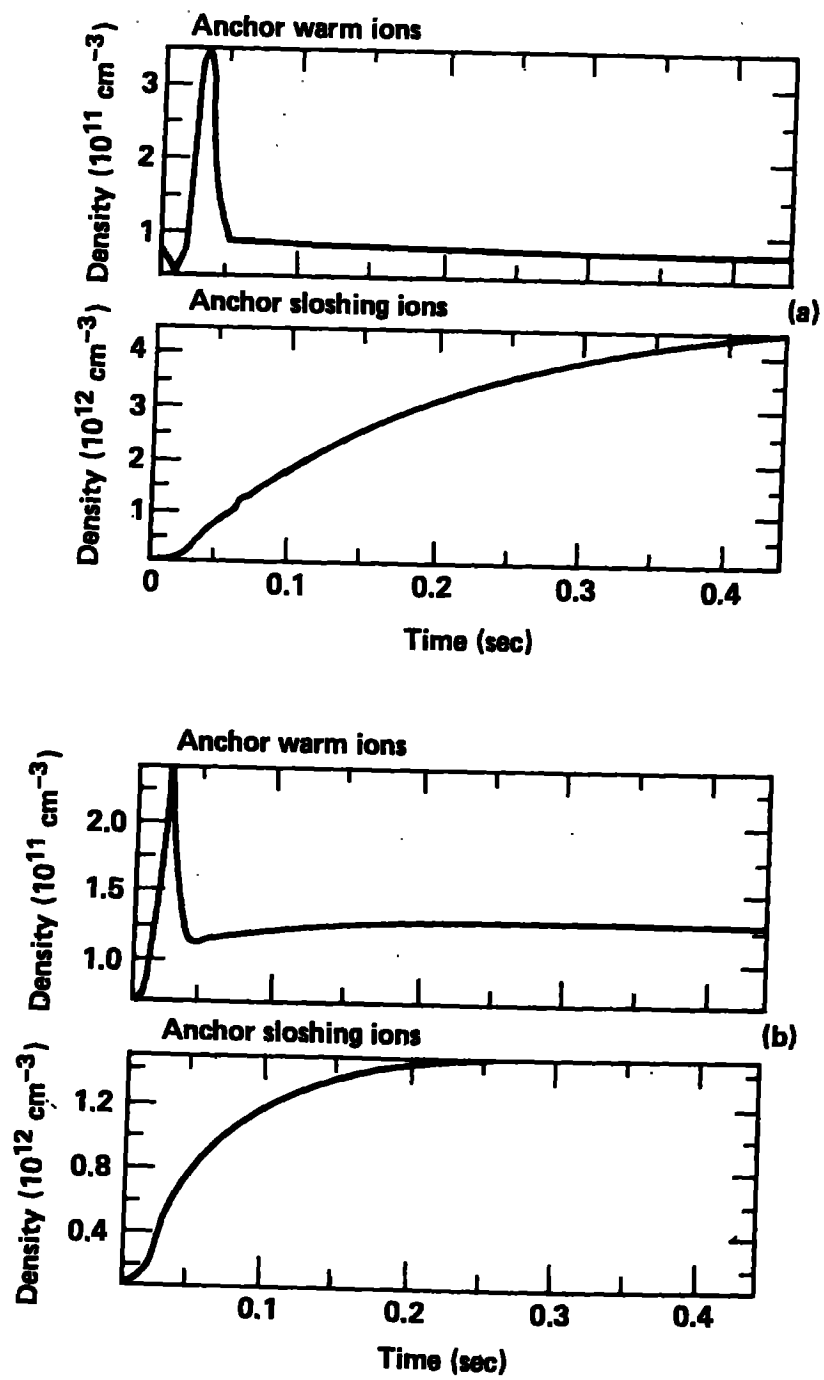 Anchor warm ions
Density (10¹¹ cm⁻³)
3
2
1
Anchor sloshing ions
(a)
Density (10¹² cm⁻³)
4
3
2
1
0 0.1 0.2 0.3 0.4
Time (sec)
Anchor warm ions
Density (10¹¹ cm⁻³)
2.0
1.5
1.0
Anchor sloshing ions
(b)
Density (10¹² cm⁻³)
1.2
0.8
0.4
0.1 0.2 0.3 0.4
Time (sec)